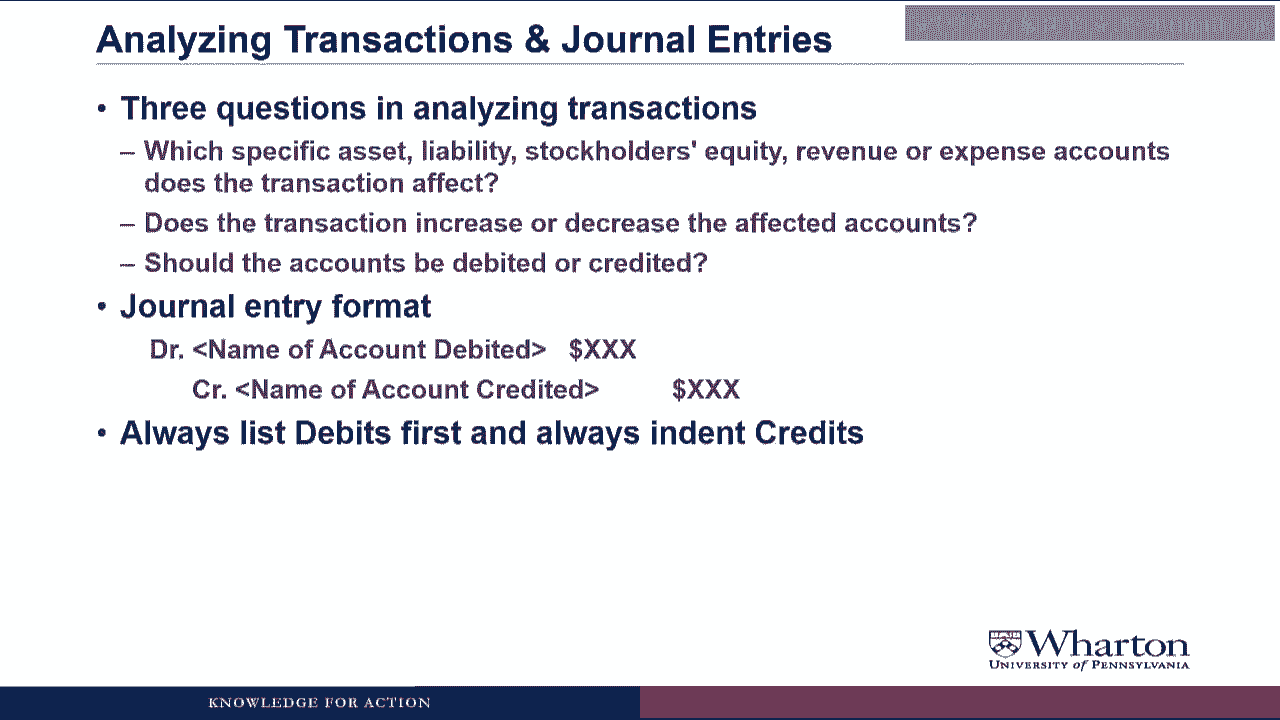 Analyzing Transactions & Journal Entries
• Three questions in analyzing transactions
– Which specific asset, liability, stockholders' equity, revenue or expense accounts
does the transaction affect?
– Does the transaction increase or decrease the affected accounts?
– Should the accounts be debited or credited?
• Journal entry format
Dr. <Name of Account Debited> $XXX
Cr. <Name of Account Credited> $XXX
• Always list Debits first and always indent Credits
Wharton
UNIVERSITY of PENNSYLVANIA
KNOWLEDGE FOR ACTION